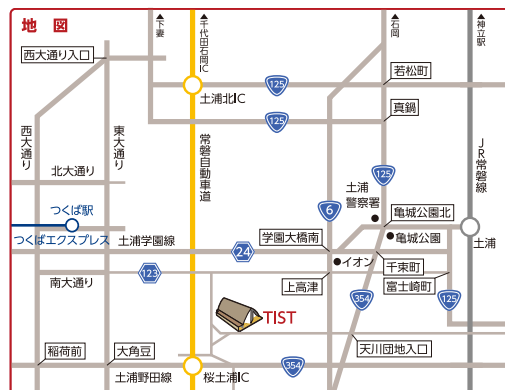 地図
下妻
千代田石岡IC
石岡
神立駅
西大通り入口
若松町
125
土浦北IC
真鍋
125
西大通り
東大通り
常磐自動車道
JR常磐線
北大通り
125
6
土浦
警察署
亀城公園北
つくば駅
つくばエクスプレス
土浦学園線
24
学園大橋南
亀城公園
土浦
イオン
千束町
南大通り
123
上高津
354
富士崎町
125
TIST
天川団地入口
稲荷前
大角豆
土浦野田線
桜土浦IC
354